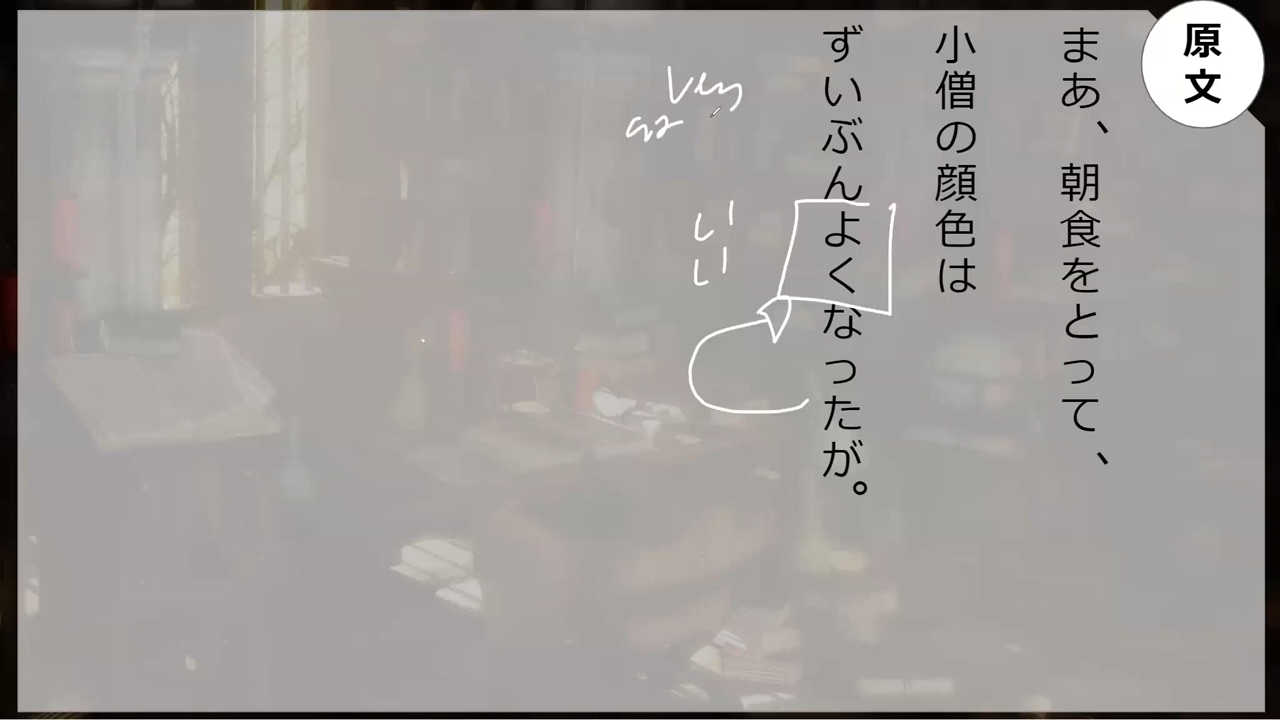 原文
まあ、朝食をとって、
小僧の顔色は
ずいぶんよくなったが。
いい